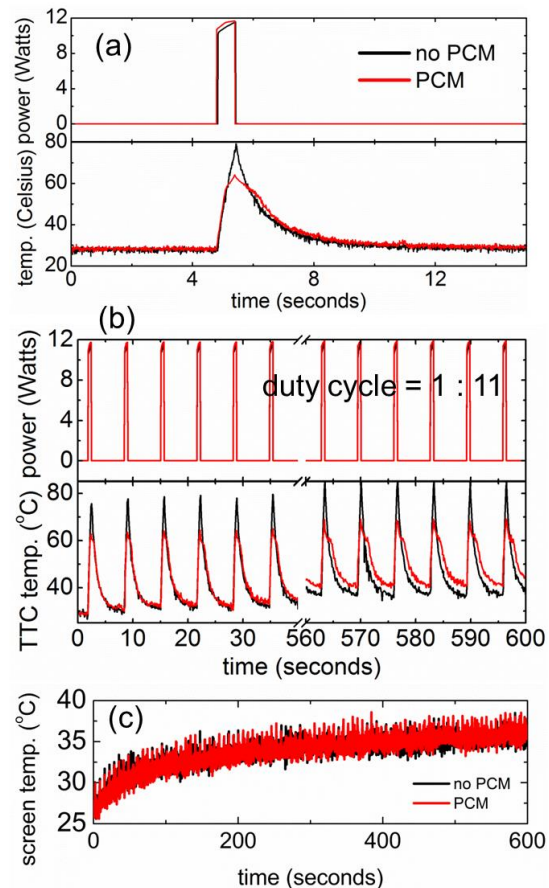 (a)
12
8
4
0
power (Watts)
no PCM
PCM
80
60
40
20
temp. (Celsius)
0 4 8 12
time (seconds)
(b)
12
8
4
0
power (Watts)
duty cycle = 1 : 11
80
60
40
TTC temp. (°C)
0 10 20 30
560 570 580 590 600
time (seconds)
(c)
40
35
30
25
screen temp. (°C)
no PCM
PCM
0 200 400 600
time (seconds)